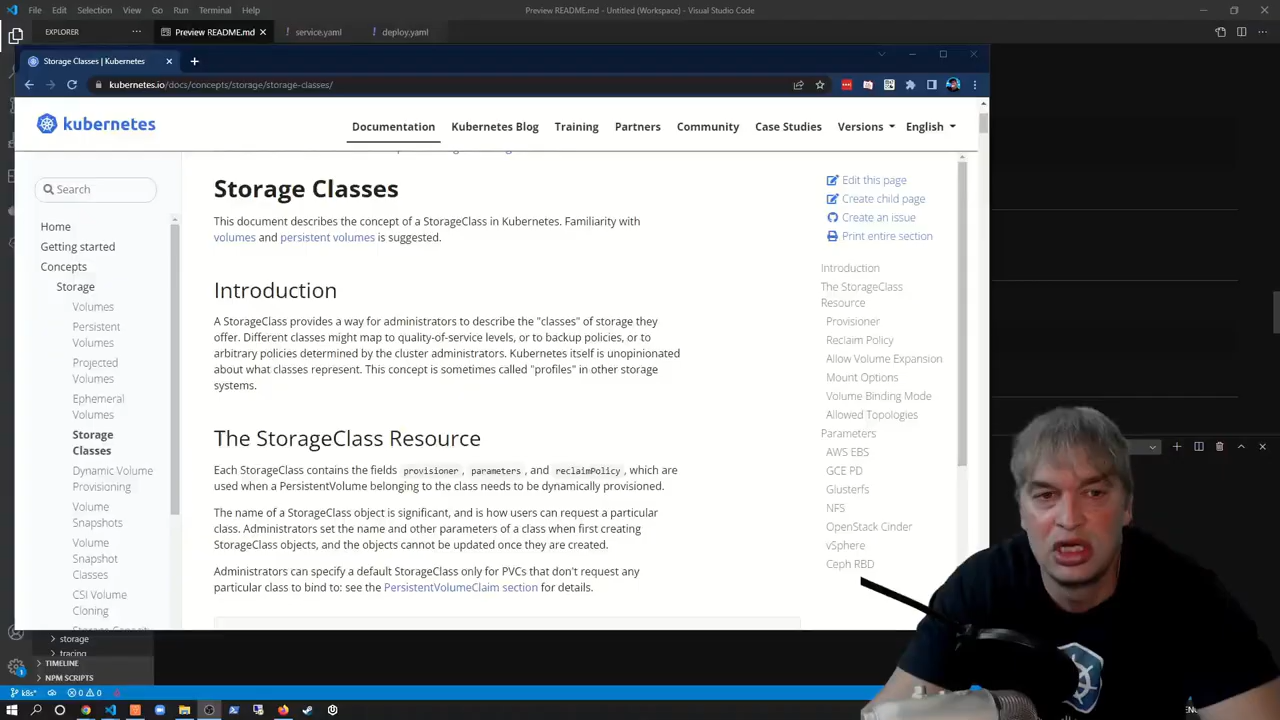 File Edit Selection View Go Run Terminal Help
Preview README.md - Untitled (Workspace) - Visual Studio Code
EXPLORER
Preview README.md
service.yaml
deploy.yaml
Storage Classes | Kubernetes
kubernetes.io/docs/concepts/storage/storage-classes/
kubernetes
Documentation Kubernetes Blog Training Partners Community Case Studies Versions English
Search
Home
Getting started
Concepts
Storage
Volumes
Persistent
Volumes
Projected
Volumes
Ephemeral
Volumes
Storage
Classes
Dynamic Volume
Provisioning
Volume
Snapshots
Volume
Snapshot
Classes
CSI Volume
Cloning
Storage Capacity
Storage Classes
This document describes the concept of a StorageClass in Kubernetes. Familiarity with
volumes and persistent volumes is suggested.
Introduction
A StorageClass provides a way for administrators to describe the "classes" of storage they
offer. Different classes might map to quality-of-service levels, or to backup policies, or to
arbitrary policies determined by the cluster administrators. Kubernetes itself is unopinionated
about what classes represent. This concept is sometimes called "profiles" in other storage
systems.
The StorageClass Resource
Each StorageClass contains the fields provisioner, parameters, and reclaimPolicy, which are
used when a PersistentVolume belonging to the class needs to be dynamically provisioned.
The name of a StorageClass object is significant, and is how users can request a particular
class. Administrators set the name and other parameters of a class when first creating
StorageClass objects, and the objects cannot be updated once they are created.
Administrators can specify a default StorageClass only for PVCs that don't request any
particular class to bind to: see the PersistentVolumeClaim section for details.
Edit this page
Create child page
Create an issue
Print entire section
Introduction
The StorageClass
Resource
Provisioner
Reclaim Policy
Allow Volume Expansion
Mount Options
Volume Binding Mode
Allowed Topologies
Parameters
AWS EBS
GCE PD
Glusterfs
NFS
OpenStack Cinder
vSphere
Ceph RBD
storage
tracing
TIMELINE
NPM SCRIPTS
k8s* 0 0